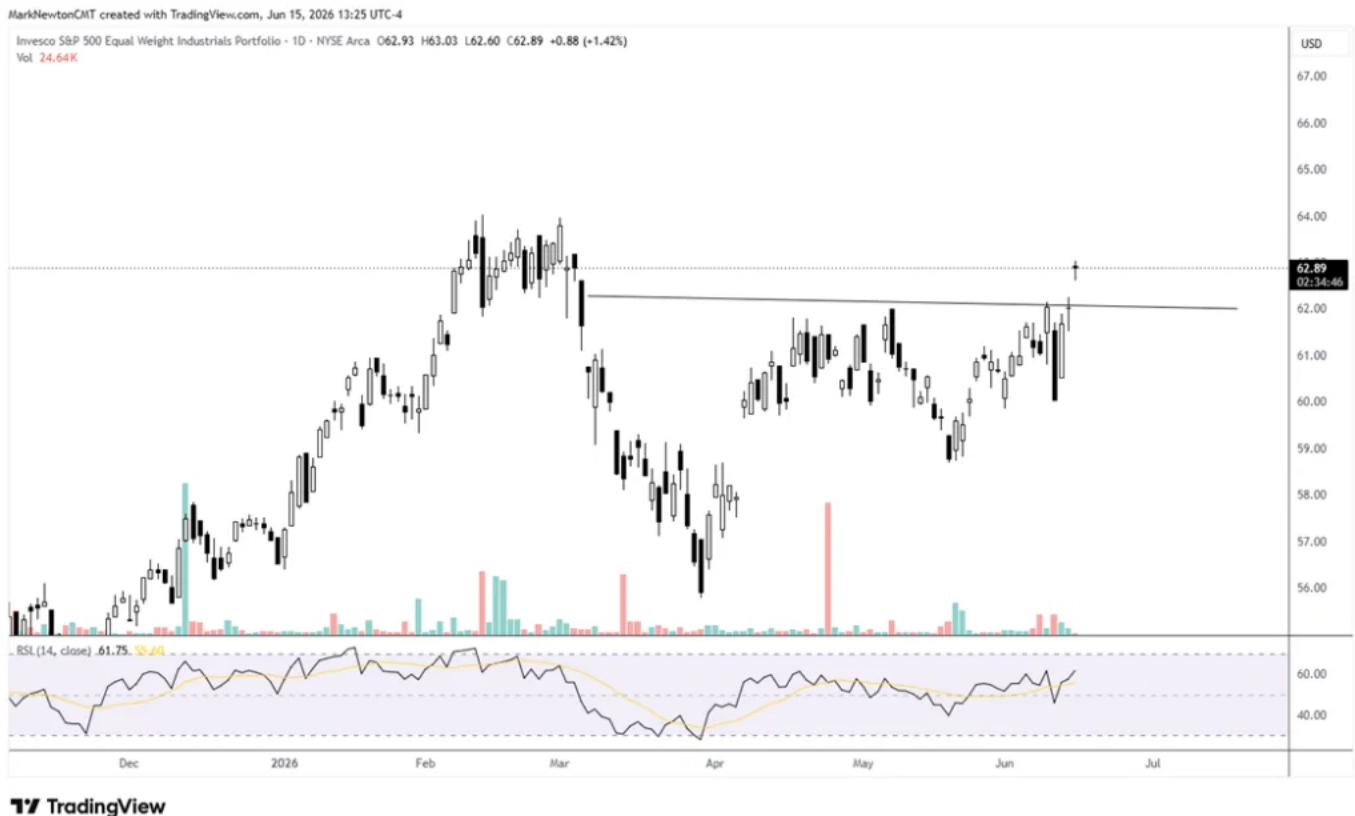 MarkNewtonCMT created with TradingView.com, Jun 15, 2026 13:25 UTC-4
Invesco S&P 500 Equal Weight Industrials Portfolio · 1D · NYSE Arca O62.93 H63.03 L62.60 C62.89 +0.88 (+1.42%)
USD
Vol 24.64K
67.00
66.00
65.00
64.00
62.89
02:34:46
62.00
61.00
60.00
59.00
58.00
57.00
56.00
RSI (14, close) 61.75 55.60
60.00
40.00
Dec 2026 Feb Mar Apr May Jun Jul
TradingView